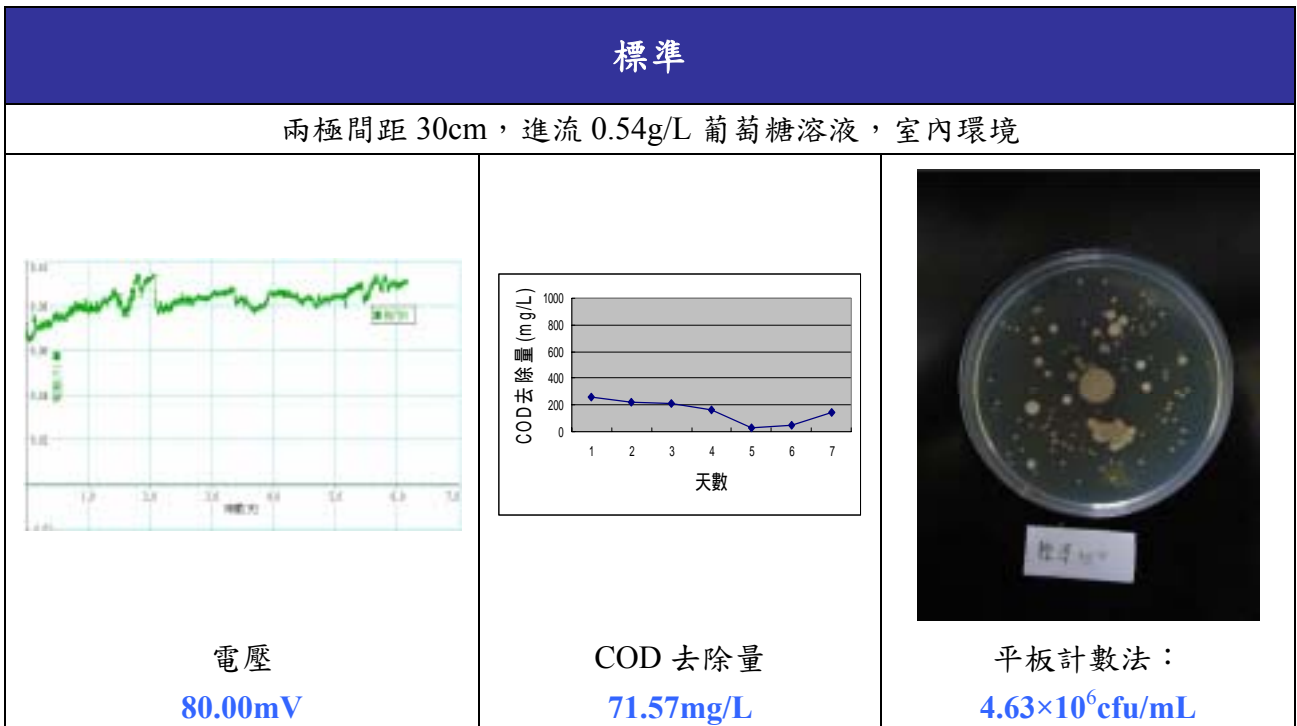 標準
兩極間距 30cm，進流 0.54g/L 葡萄糖溶液，室內環境
COD去除量(mg/L)
1000
800
600
400
200
0
1 2 3 4 5 6 7
天數
標準
電壓
80.00mV
COD 去除量
71.57mg/L
平板計數法：
4.63×10⁶cfu/mL